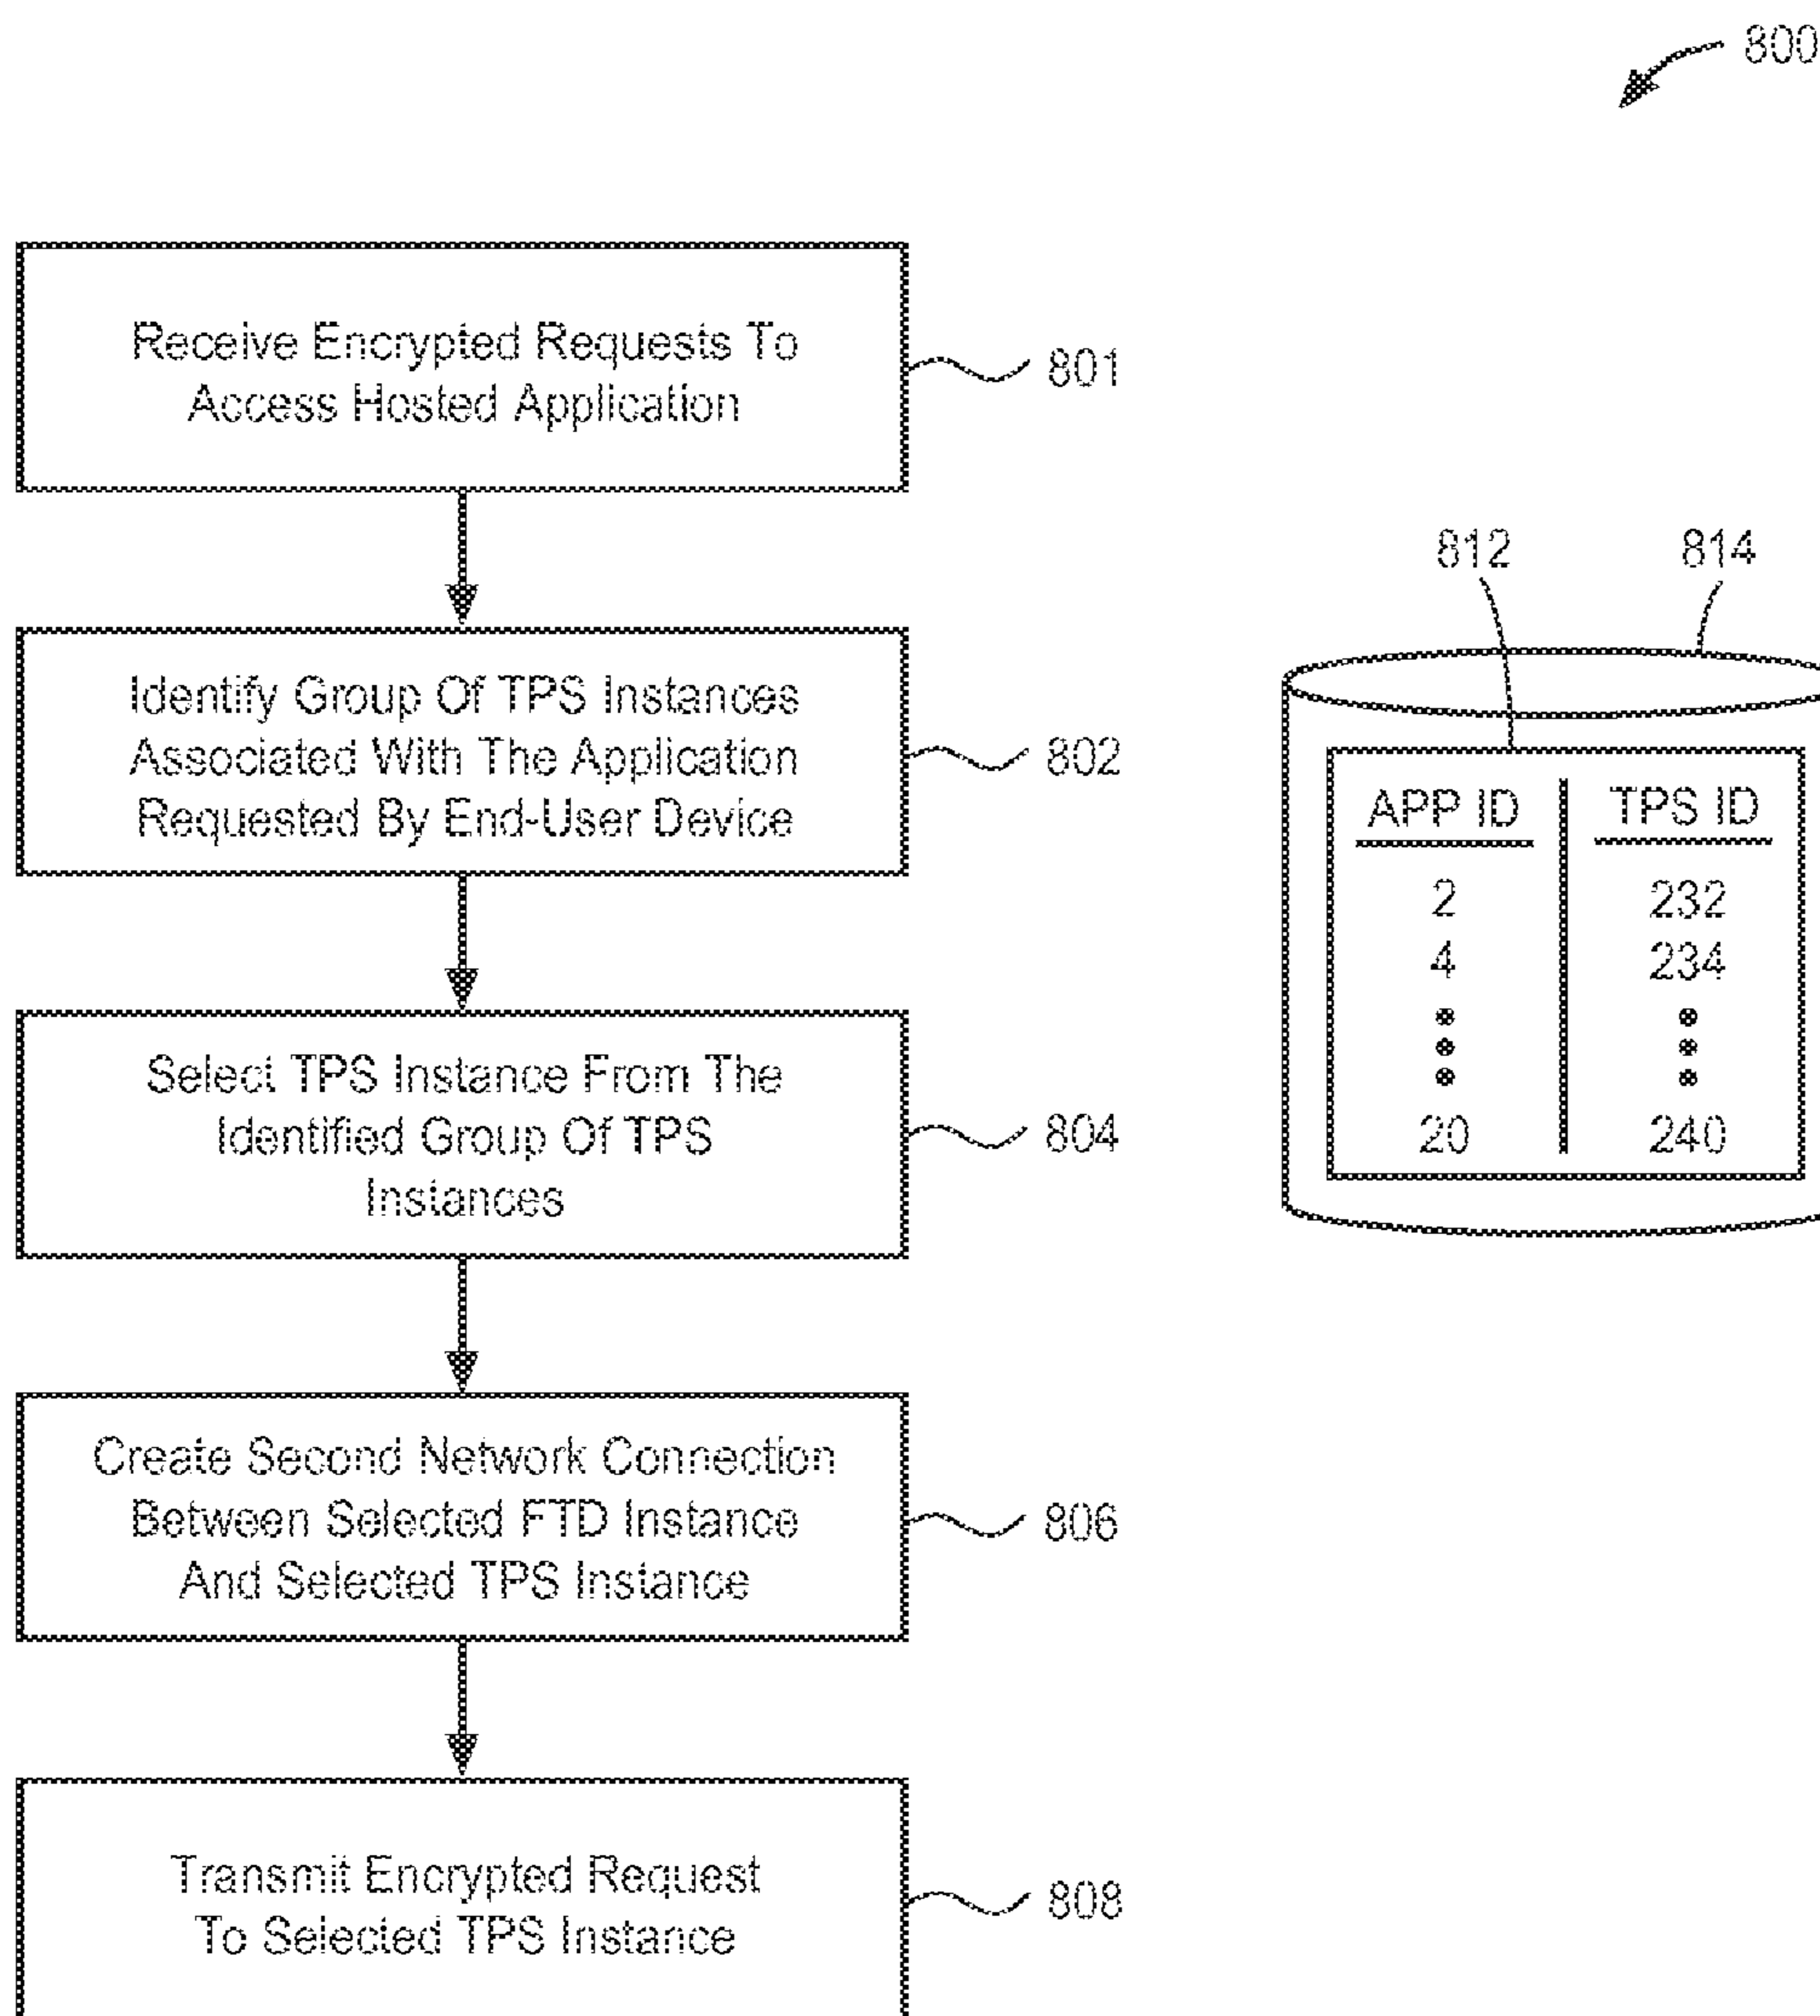 800
Receive Encrypted Requests To
Access Hosted Application
801
Identify Group Of TPS Instances
Associated With The Application
Requested By End-User Device
802
Select TPS Instance From The
Identified Group Of TPS
Instances
804
Create Second Network Connection
Between Selected FTD Instance
And Selected TPS Instance
806
Transmit Encrypted Request
To Selected TPS Instance
808
812
814
APP ID TPS ID
2 232
4 234
20 240